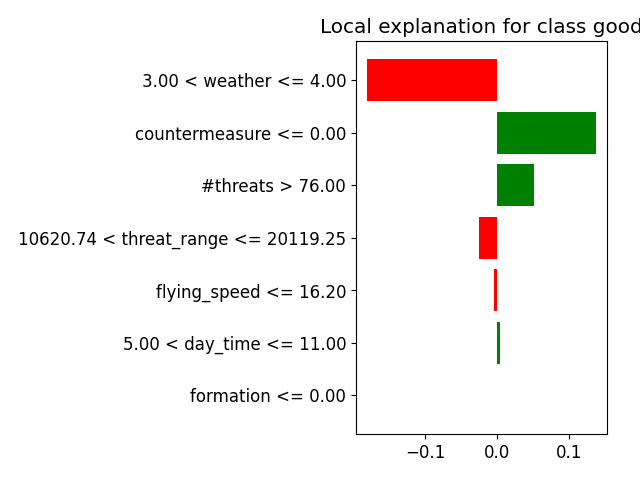 Local explanation for class good
3.00 < weather <= 4.00
countermeasure <= 0.00
#threats > 76.00
10620.74 < threat_range <= 20119.25
flying_speed <= 16.20
5.00 < day_time <= 11.00
formation <= 0.00
−0.1 0.0 0.1